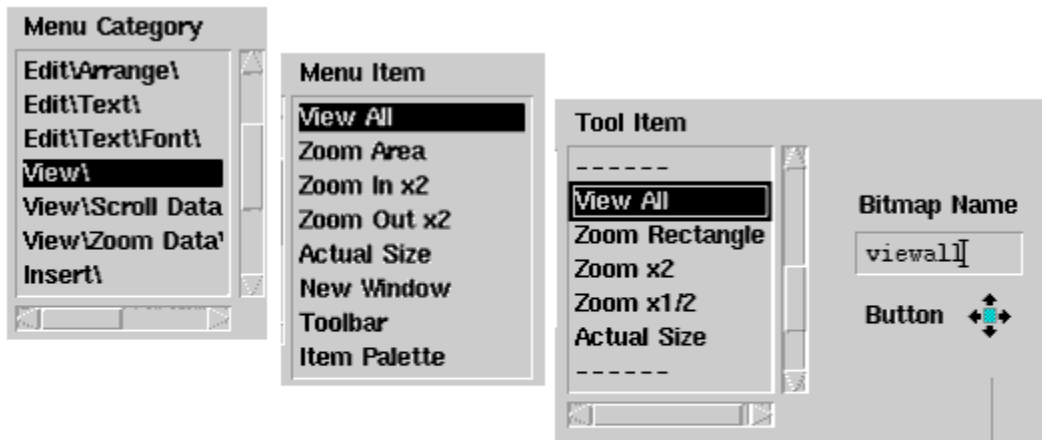 Menu Category
Edit\Arrange\
Edit\Text\
Edit\Text\Font\
View\
View\Scroll Data
View\Zoom Data\
Insert\
Menu Item
View All
Zoom Area
Zoom In x2
Zoom Out x2
Actual Size
New Window
Toolbar
Item Palette
Tool Item
------
View All
Zoom Rectangle
Zoom x2
Zoom x1/2
Actual Size
------
Bitmap Name
viewall
Button